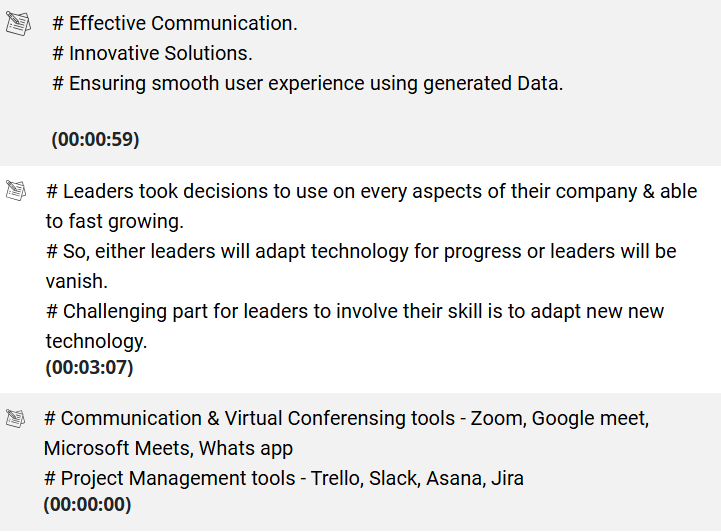 # Effective Communication.
# Innovative Solutions.
# Ensuring smooth user experience using generated Data.
(00:00:59)
# Leaders took decisions to use on every aspects of their company & able
to fast growing.
# So, either leaders will adapt technology for progress or leaders will be
vanish.
# Challenging part for leaders to involve their skill is to adapt new new
technology.
(00:03:07)
# Communication & Virtual Conferensing tools - Zoom, Google meet,
Microsoft Meets, Whats app
# Project Management tools - Trello, Slack, Asana, Jira
(00:00:00)